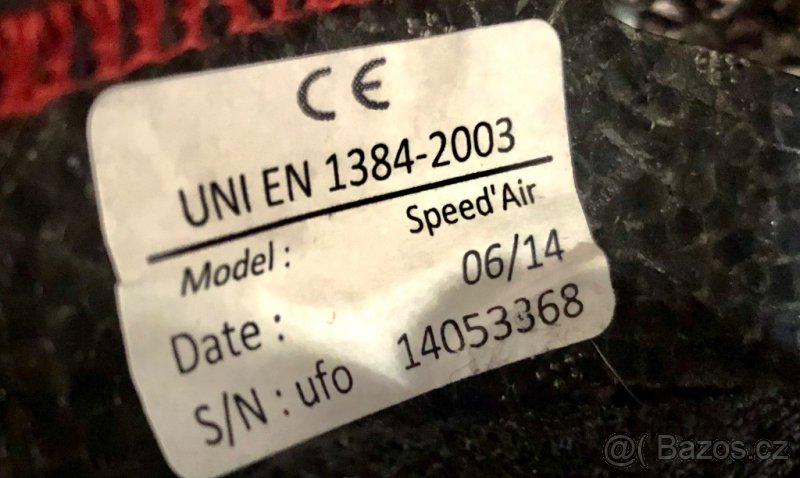 CE
UNI EN 1384-2003
Model : Speed'Air
Date : 06/14
S/N : ufo 14053368
@( Bazos.cz